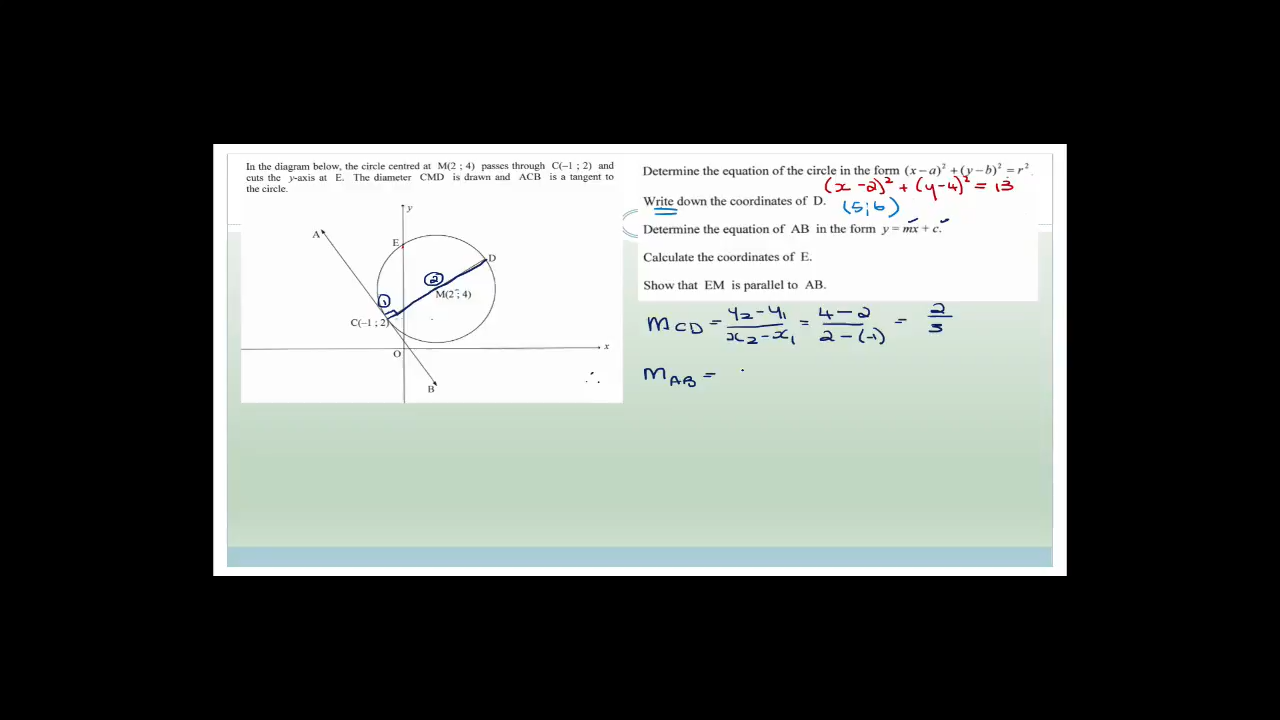 In the diagram below, the circle centred at M(2 ; 4) passes through C(–1 ; 2) and
cuts the y-axis at E. The diameter CMD is drawn and ACB is a tangent to
the circle.
y
A
E
D
②
①
M(2 ; 4)
C(–1 ; 2)
x
O
B
∴
Determine the equation of the circle in the form (x – a)² + (y – b)² = r².
(x – 2)² + (y – 4)² = 13
Write down the coordinates of D. (5 ; 6)
Determine the equation of AB in the form y = mx + c.
Calculate the coordinates of E.
Show that EM is parallel to AB.
m_CD = (y₂ – y₁)/(x₂ – x₁) = (4 – 2)/(2 – (–1)) = 2/3
m_AB =